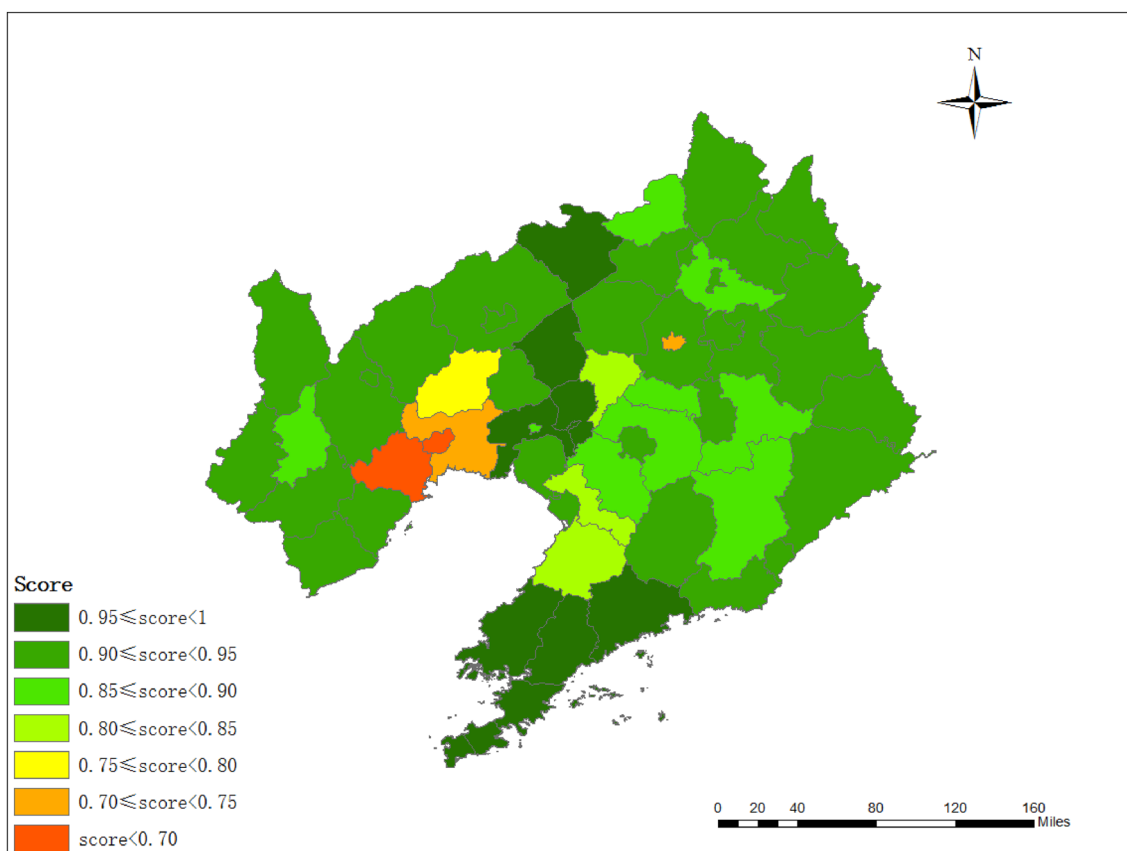 N
Score
0.95≤score<1
0.90≤score<0.95
0.85≤score<0.90
0.80≤score<0.85
0.75≤score<0.80
0.70≤score<0.75
score<0.70
0 20 40 80 120 160
Miles